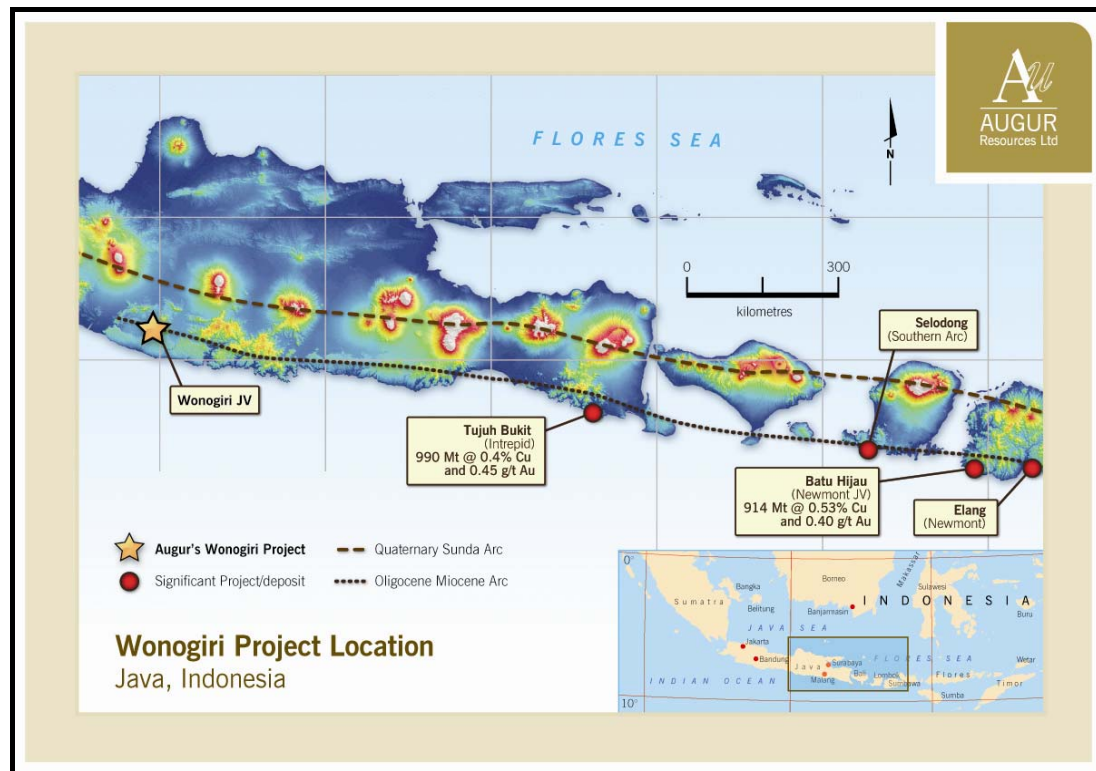 Au
AUGUR
Resources Ltd
FLORES SEA
N
0 300
kilometres
Selodong
(Southern Arc)
Wonogiri JV
Tujuh Bukit
(Intrepid)
990 Mt @ 0.4% Cu
and 0.45 g/t Au
Batu Hijau
(Newmont JV)
914 Mt @ 0.53% Cu
and 0.40 g/t Au
Elang
(Newmont)
Augur's Wonogiri Project
Quaternary Sunda Arc
Significant Project/deposit
Oligocene Miocene Arc
Wonogiri Project Location
Java, Indonesia
0°
Sumatra
Bangka
Belitung
Borneo
Banjarmasin
Makassar
Sulawesi
INDONESIA
Buru
JAVA SEA
Jakarta
Bandung
Java
Surabaya
Malang
Bali
Lombok
Sumbawa
FLORES SEA
Flores
Wetar
Timor
Sumba
INDIAN OCEAN
10°